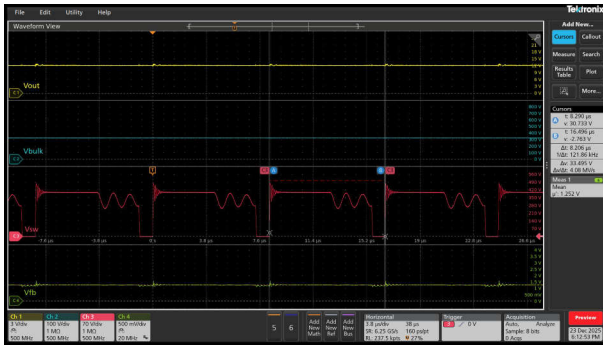 File Edit Utility Help
Tektronix
Waveform View
Add New...
Cursors
Callout
Measure
Search
Results Table
Plot
More...
Vout
Vbulk
Vsw
Vfb
C1
C3
T
C3 A
B C3
-7.6 µs
-3.8 µs
0 s
3.8 µs
7.6 µs
11.4 µs
15.2 µs
19 µs
22.8 µs
26.6 µs
Cursors
A
t: 8.290 µs
v: 30.733 V
B
t: 16.496 µs
v: -2.763 V
Δt: 8.206 µs
1/Δt: 121.86 kHz
Δv: 33.495 V
Δv/Δt: 4.08 MV/s
Meas 1
Mean
µ': 1.252 V
Ch 1
3 V/div
500 MHz
Ch 2
100 V/div
1 MΩ
500 MHz
Ch 3
70 V/div
1 MΩ
500 MHz
Ch 4
500 mV/div
20 MHz
5
6
Add New Math
Add New Ref
Add New Bus
Horizontal
3.8 µs/div
38 µs
SR: 6.25 GS/s
160 ps/pt
RL: 237.5 kpts
27%
Trigger
3
0 V
Acquisition
Auto,
Analyze
Sample: 8 bits
0 Acqs
Preview
23 Dec 2025
6:12:53 PM